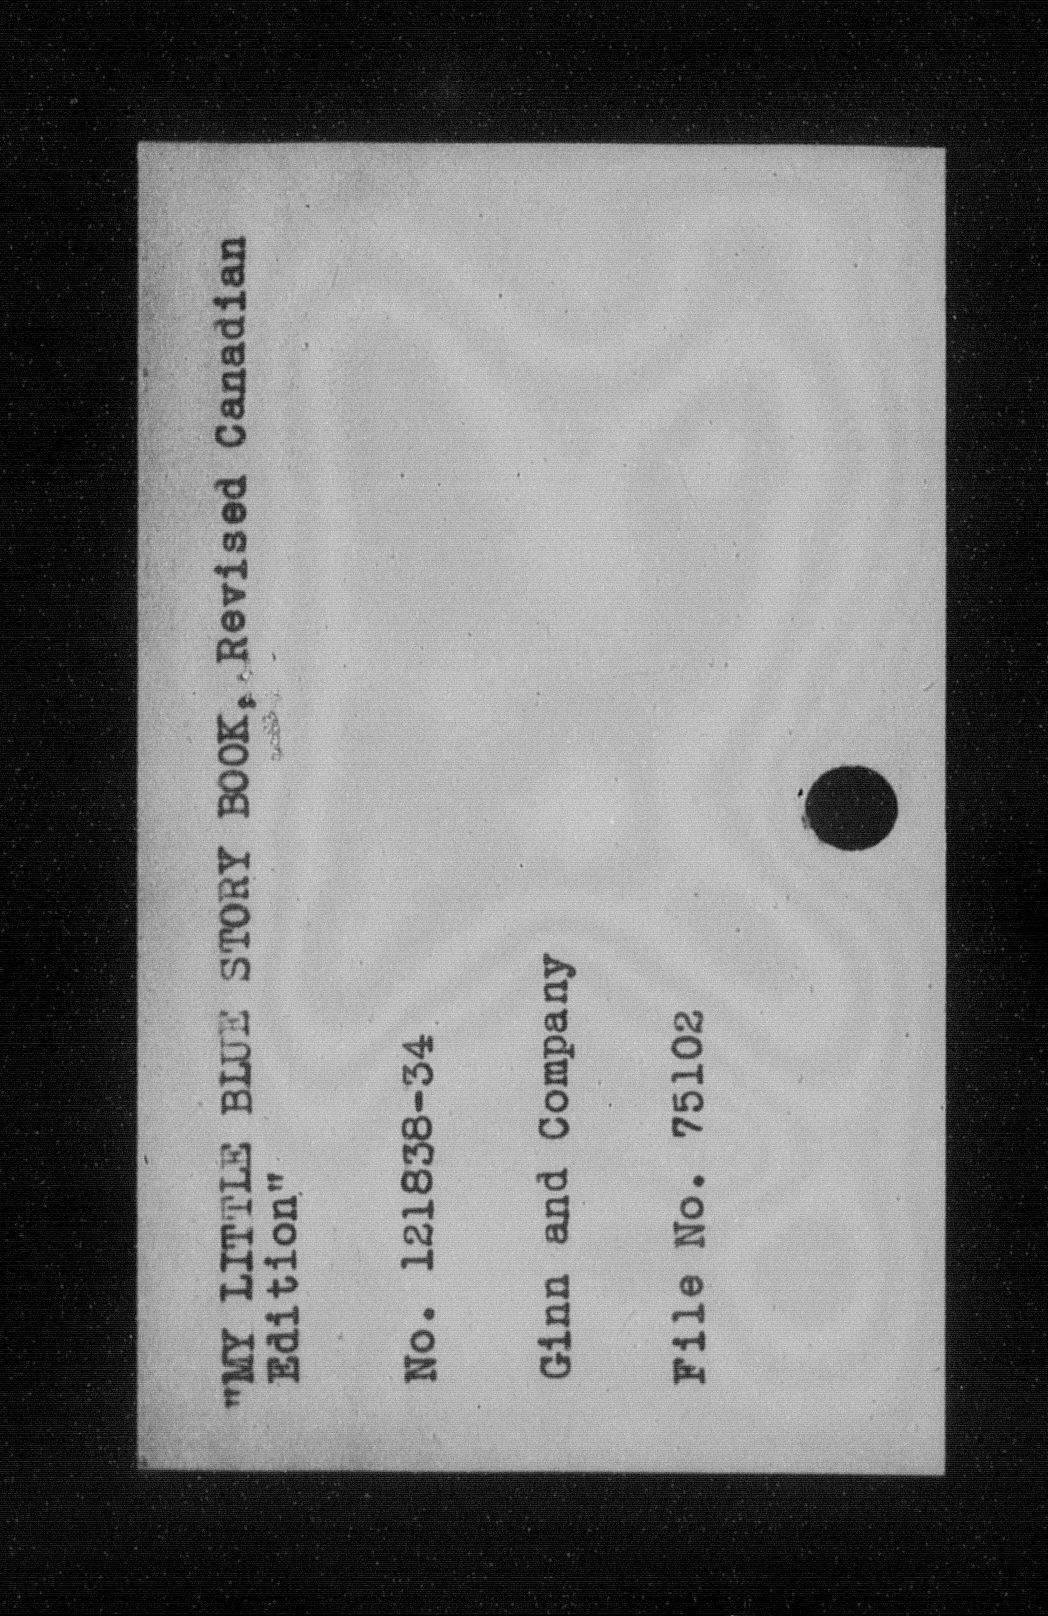 "MY LITTLE BLUE STORY BOOK, Revised Canadian
Edition"
No. 121838-34
Ginn and Company
File No. 75102